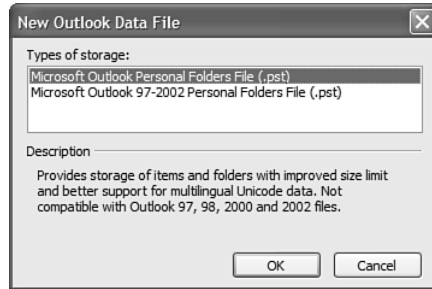 New Outlook Data File
Types of storage:
Microsoft Outlook Personal Folders File (.pst)
Microsoft Outlook 97-2002 Personal Folders File (.pst)
Description
Provides storage of items and folders with improved size limit
and better support for multilingual Unicode data. Not
compatible with Outlook 97, 98, 2000 and 2002 files.
OK Cancel